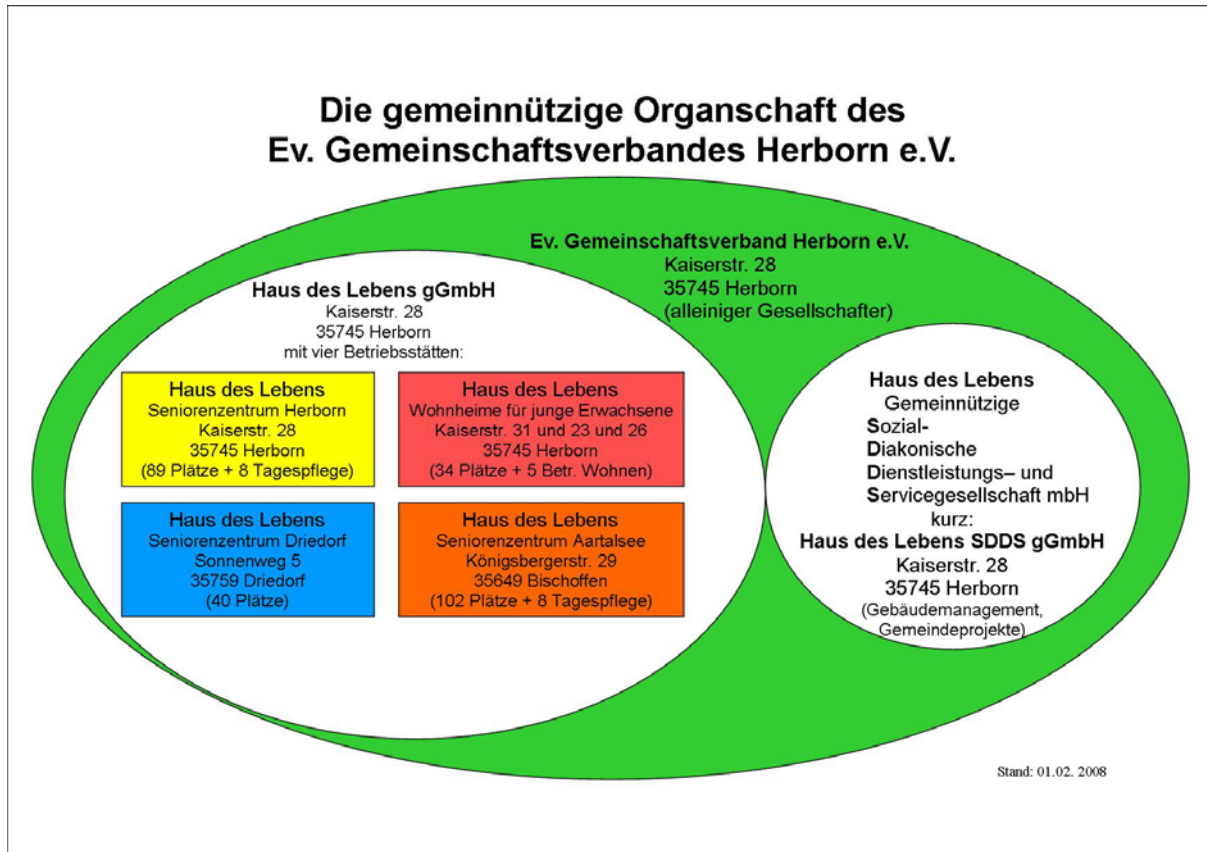 Die gemeinnützige Organschaft des
Ev. Gemeinschaftsverbandes Herborn e.V.
Ev. Gemeinschaftsverband Herborn e.V.
Kaiserstr. 28
35745 Herborn
(alleiniger Gesellschafter)
Haus des Lebens gGmbH
Kaiserstr. 28
35745 Herborn
mit vier Betriebsstätten:
Haus des Lebens
Seniorenzentrum Herborn
Kaiserstr. 28
35745 Herborn
(89 Plätze + 8 Tagespflege)
Haus des Lebens
Wohnheime für junge Erwachsene
Kaiserstr. 31 und 23 und 26
35745 Herborn
(34 Plätze + 5 Betr. Wohnen)
Haus des Lebens
Seniorenzentrum Driedorf
Sonnenweg 5
35759 Driedorf
(40 Plätze)
Haus des Lebens
Seniorenzentrum Aartalsee
Königsbergerstr. 29
35649 Bischoffen
(102 Plätze + 8 Tagespflege)
Haus des Lebens
Gemeinnützige
Sozial-
Diakonische
Dienstleistungs– und
Servicegesellschaft mbH
kurz:
Haus des Lebens SDDS gGmbH
Kaiserstr. 28
35745 Herborn
(Gebäudemanagement,
Gemeindeprojekte)
Stand: 01.02. 2008